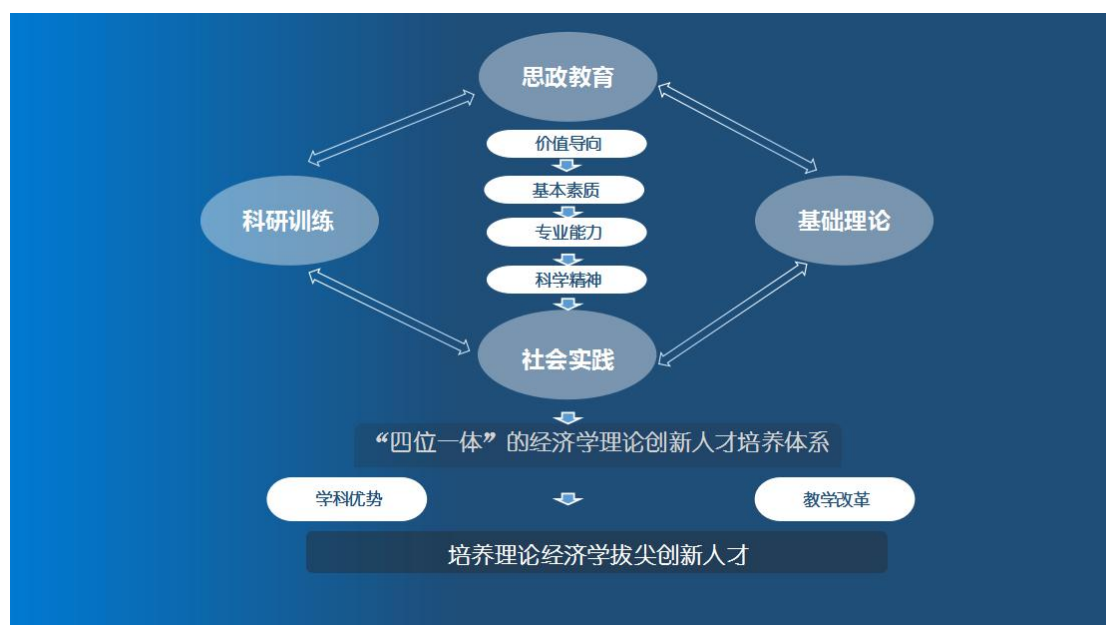 思政教育
价值导向
基本素质
科研训练
基础理论
专业能力
科学精神
社会实践
“四位一体”的经济学理论创新人才培养体系
学科优势
教学改革
培养理论经济学拔尖创新人才